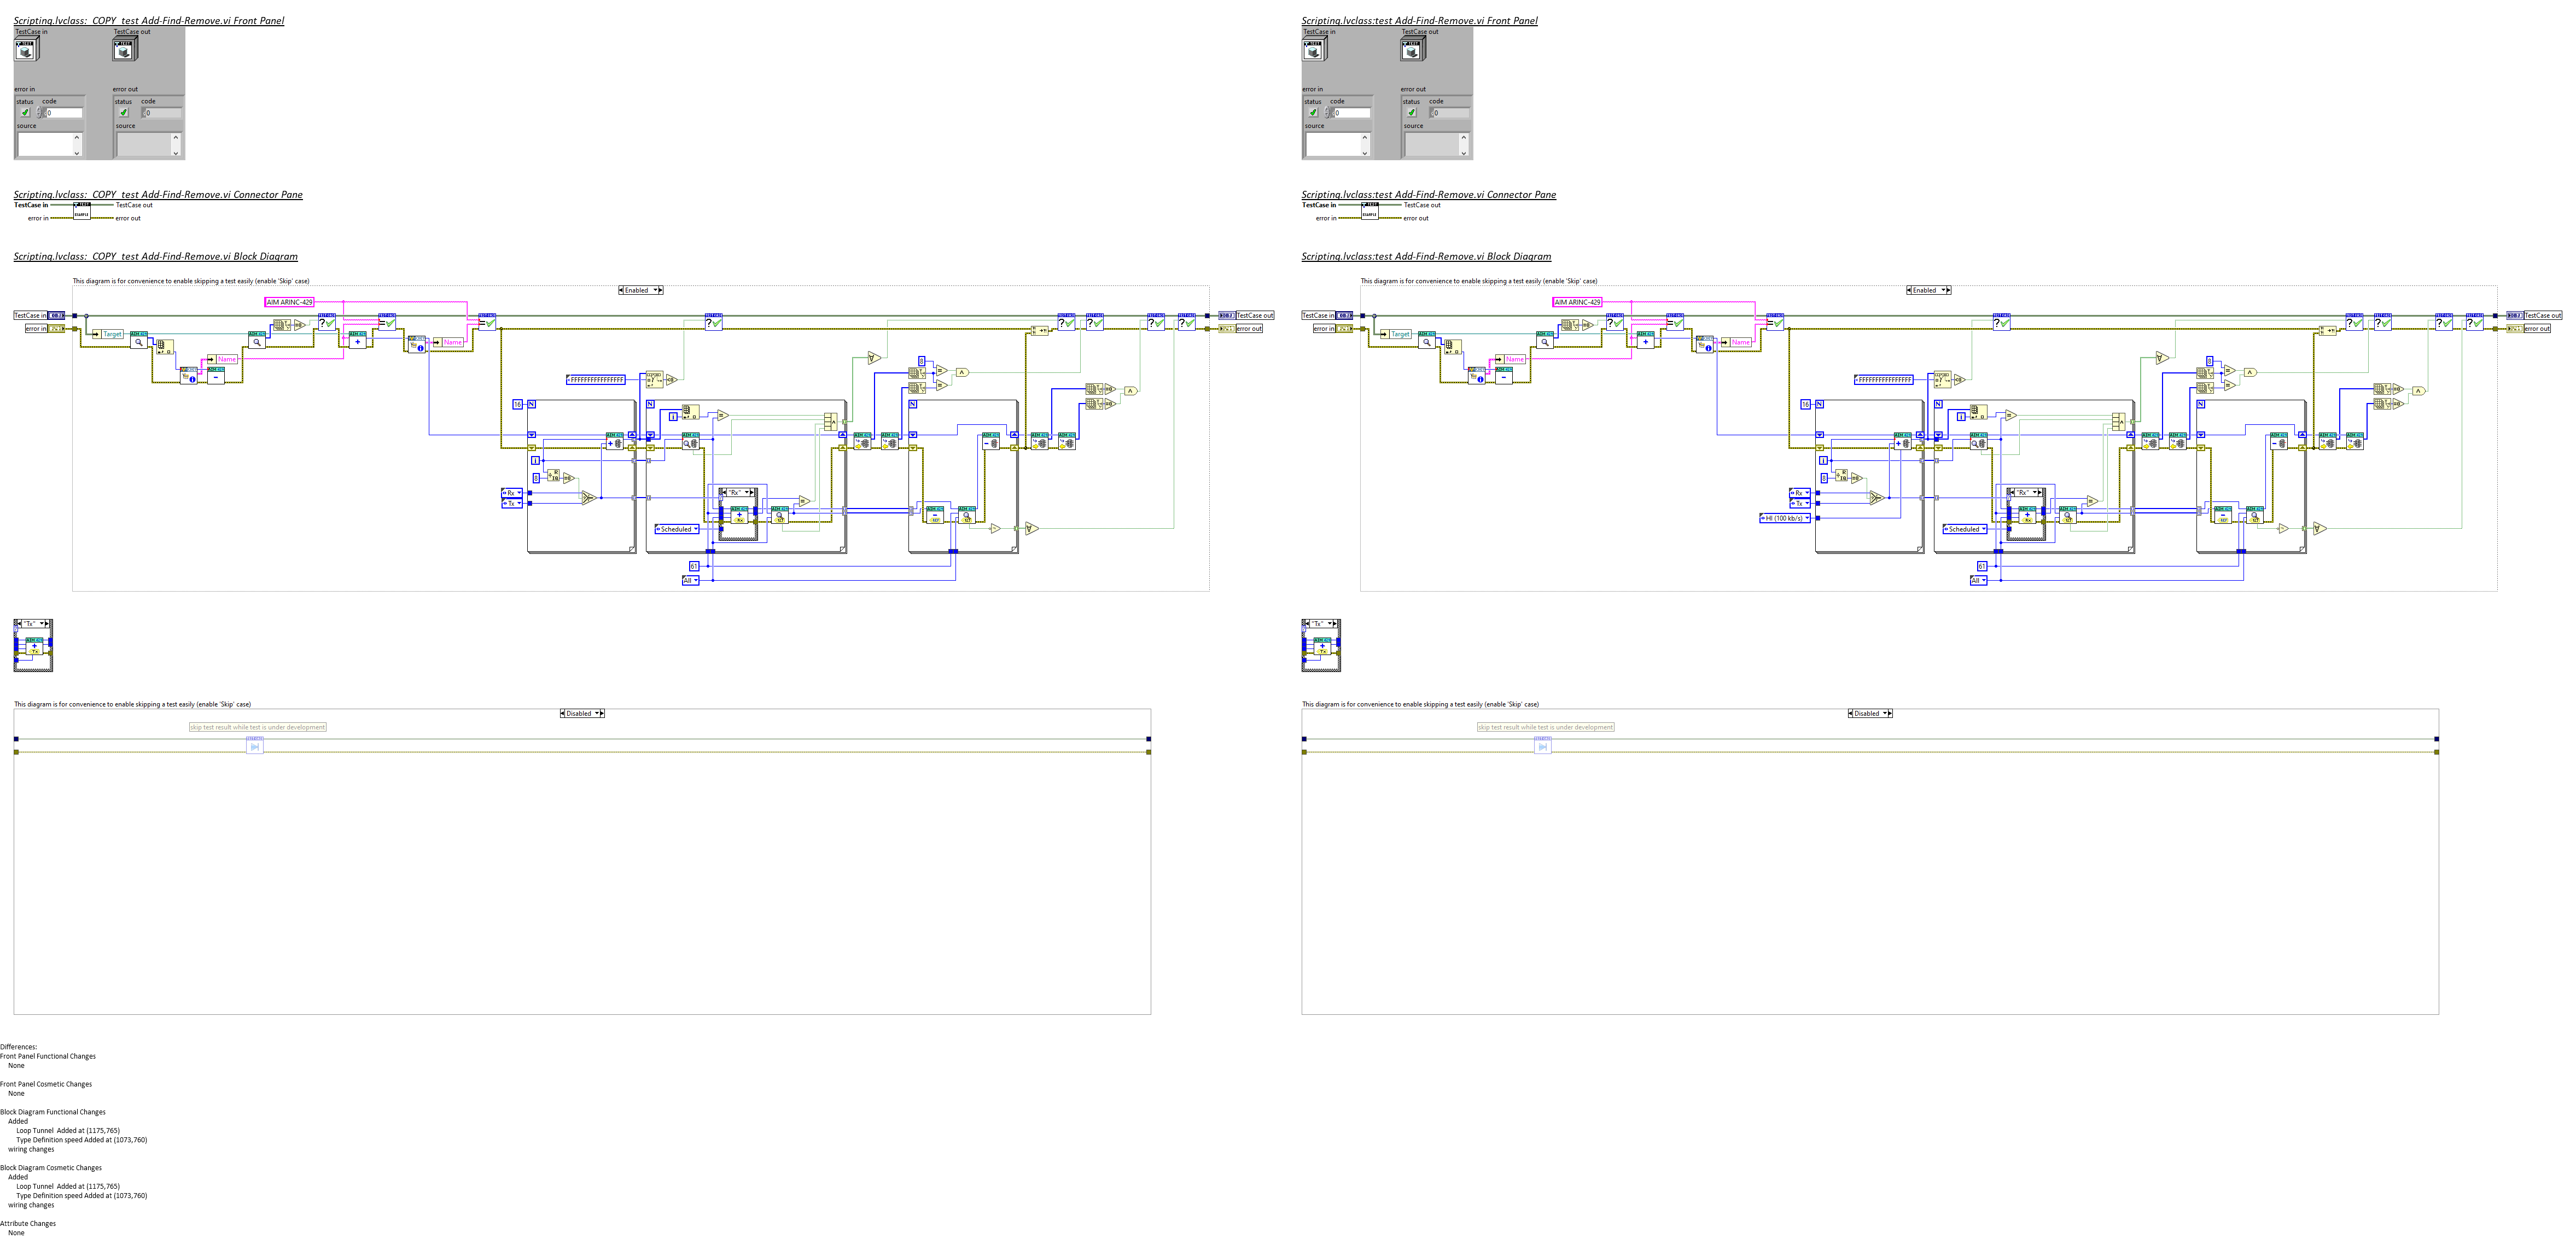 Scripting.lvclass:_COPY_test Add-Find-Remove.vi Front Panel
TestCase in
TestCase out
error in
error out
status
code
status
code
0
0
source
source
Scripting.lvclass:_COPY_test Add-Find-Remove.vi Connector Pane
TestCase in
TestCase out
error in
error out
Scripting.lvclass:_COPY_test Add-Find-Remove.vi Block Diagram
This diagram is for convenience to enable skipping a test easily (enable 'Skip' case)
Enabled
AIM ARINC-429
TestCase in
TestCase out
error in
error out
Target
Name
Name
8
FFFFFFFFFFFFFFFF
16
N
N
N
i
i
8
Rx
Tx
"Rx"
Scheduled
61
All
"Tx"
This diagram is for convenience to enable skipping a test easily (enable 'Skip' case)
Disabled
skip test result while test is under development
Scripting.lvclass:test Add-Find-Remove.vi Front Panel
TestCase in
TestCase out
error in
error out
status
code
status
code
0
0
source
source
Scripting.lvclass:test Add-Find-Remove.vi Connector Pane
TestCase in
TestCase out
error in
error out
Scripting.lvclass:test Add-Find-Remove.vi Block Diagram
This diagram is for convenience to enable skipping a test easily (enable 'Skip' case)
Enabled
AIM ARINC-429
TestCase in
TestCase out
error in
error out
Target
Name
Name
8
FFFFFFFFFFFFFFFF
16
N
N
N
i
i
8
Rx
Tx
HI (100 kb/s)
"Rx"
Scheduled
61
All
"Tx"
This diagram is for convenience to enable skipping a test easily (enable 'Skip' case)
Disabled
skip test result while test is under development
Differences:
Front Panel Functional Changes
None
Front Panel Cosmetic Changes
None
Block Diagram Functional Changes
Added
Loop Tunnel  Added at (1175,765)
Type Definition speed Added at (1073,760)
wiring changes
Block Diagram Cosmetic Changes
Added
Loop Tunnel  Added at (1175,765)
Type Definition speed Added at (1073,760)
wiring changes
Attribute Changes
None